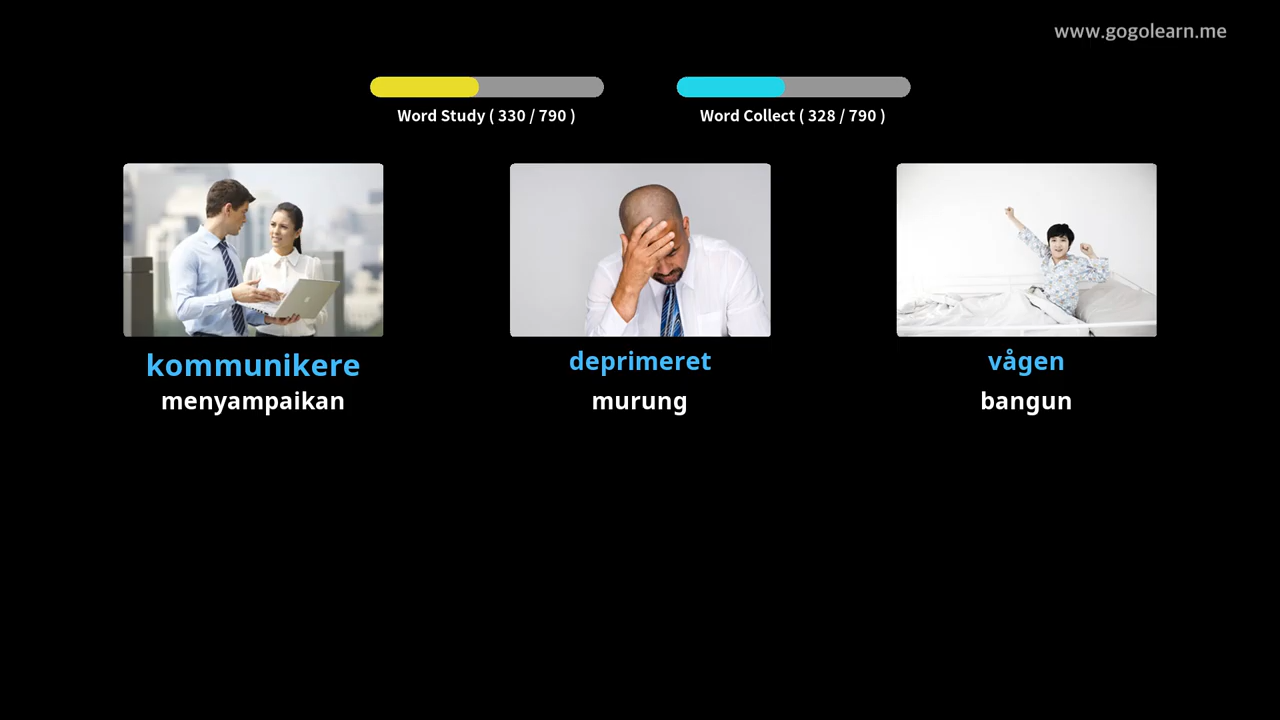 www.gogolearn.me
Word Study ( 330 / 790 )
Word Collect ( 328 / 790 )
kommunikere
menyampaikan
deprimeret
murung
vågen
bangun